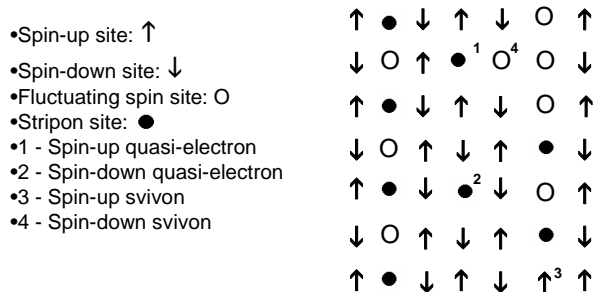 •Spin-up site: ↑
•Spin-down site: ↓
•Fluctuating spin site: O
•Stripon site: ●
•1 - Spin-up quasi-electron
•2 - Spin-down quasi-electron
•3 - Spin-up svivon
•4 - Spin-down svivon
↑ ● ↓ ↑ ↓ O ↑
↓ O ↑ ●1 O4 O ↓
↑ ● ↓ ↑ ↓ O ↑
↓ O ↑ ↓ ↑ ● ↓
↑ ● ↓ ●2 ↓ O ↑
↓ O ↑ ↓ ↑ ● ↓
↑ ● ↓ ↑ ↓ ↑3 ↑